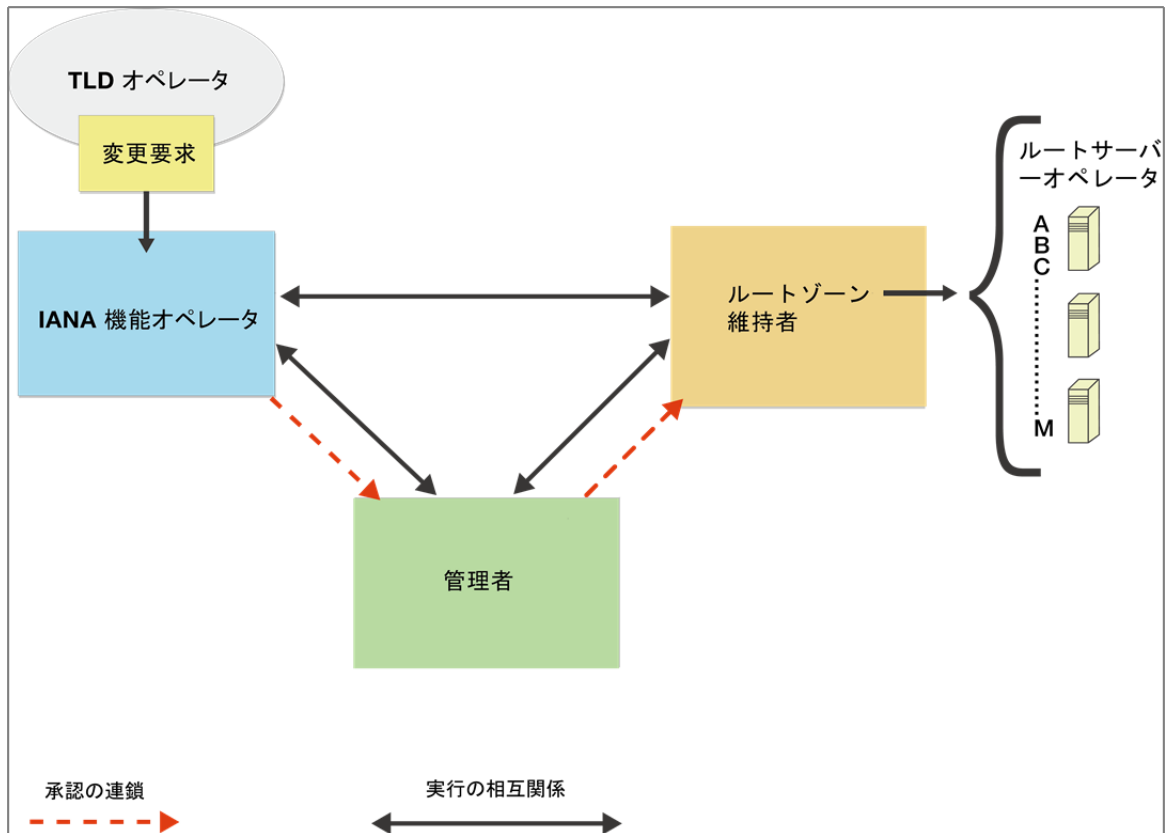 TLD オペレータ
変更要求
IANA 機能オペレータ
ルートゾーン
維持者
ルートサーバ
ーオペレータ
A
B
C
M
管理者
承認の連鎖
実行の相互関係